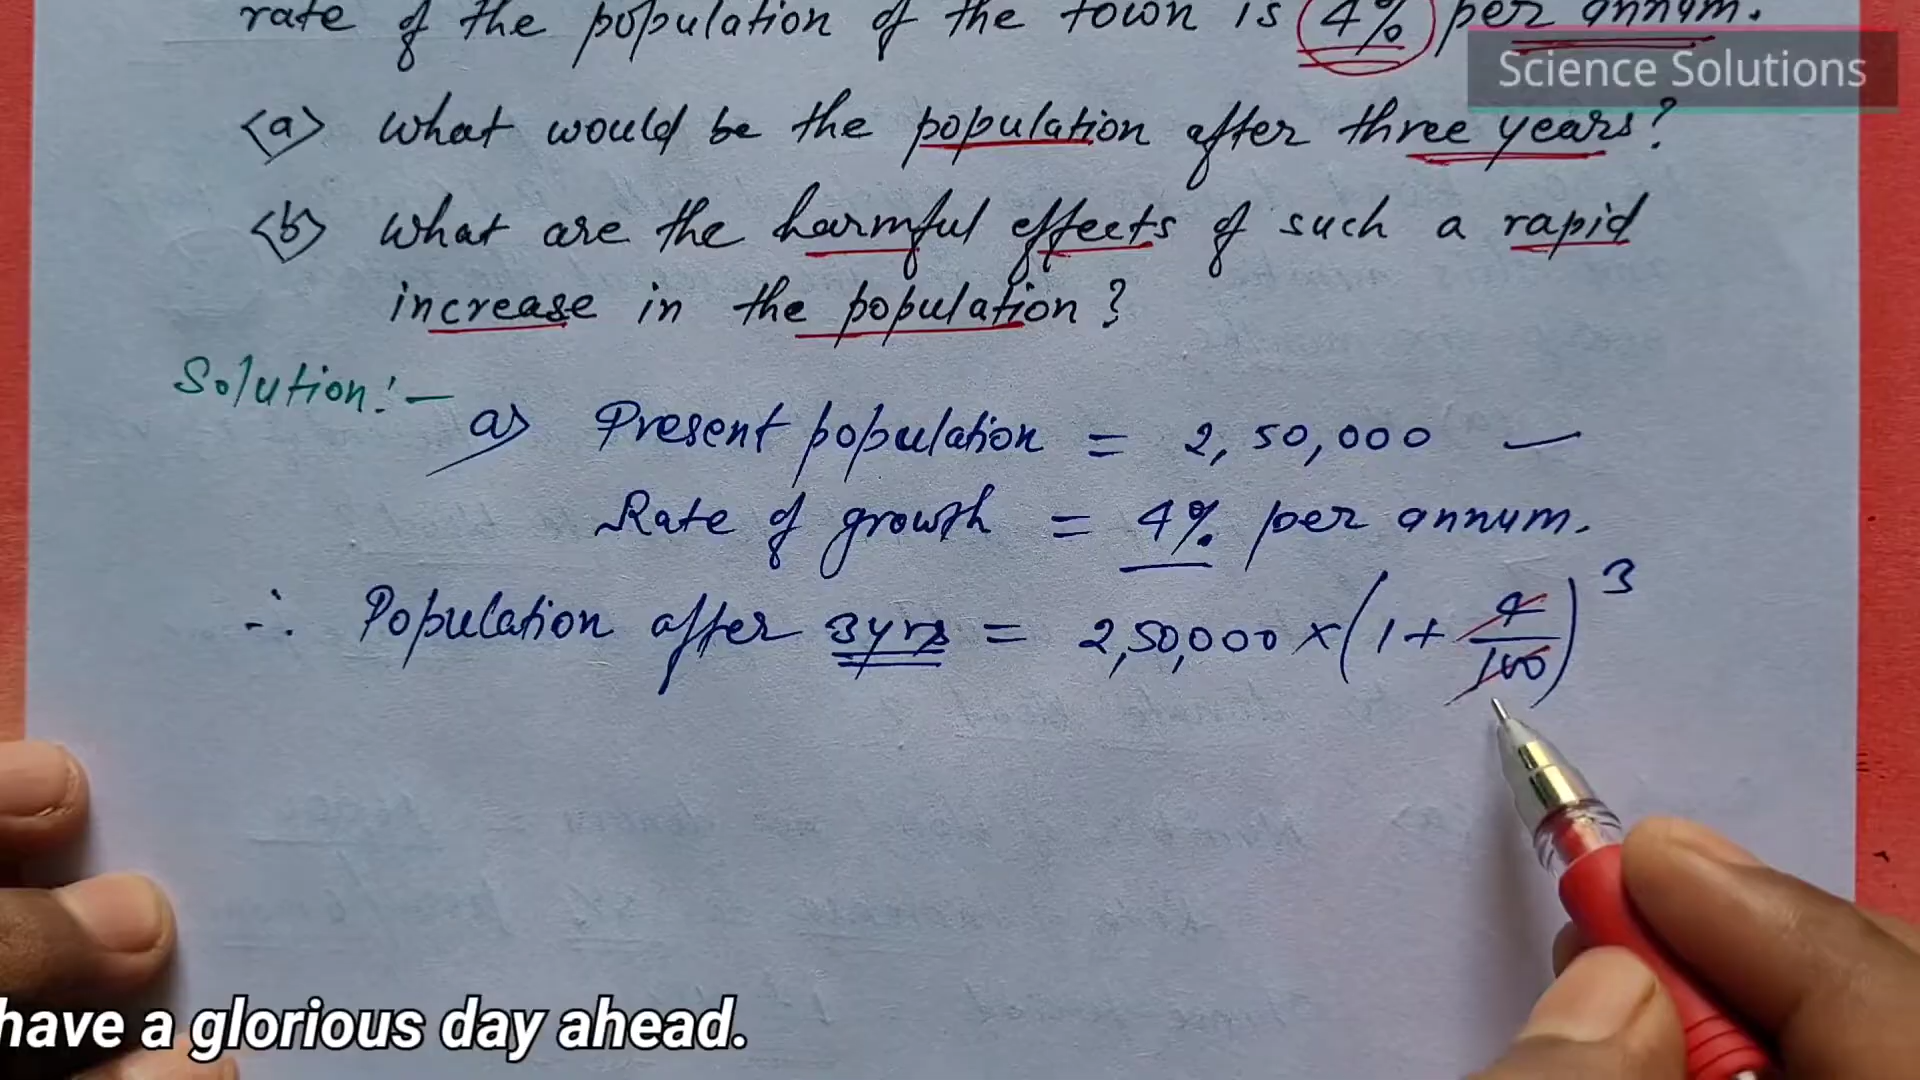 rate of the population of the town is 4% per annum.
Science Solutions
(a) What would be the population after three years?
(b) What are the harmful effects of such a rapid
increase in the population?
Solution:-
a) Present population = 2,50,000 —
Rate of growth = 4% per annum.
∴ Population after 3yrs = 2,50,000 × (1 + 4/100)³
have a glorious day ahead.